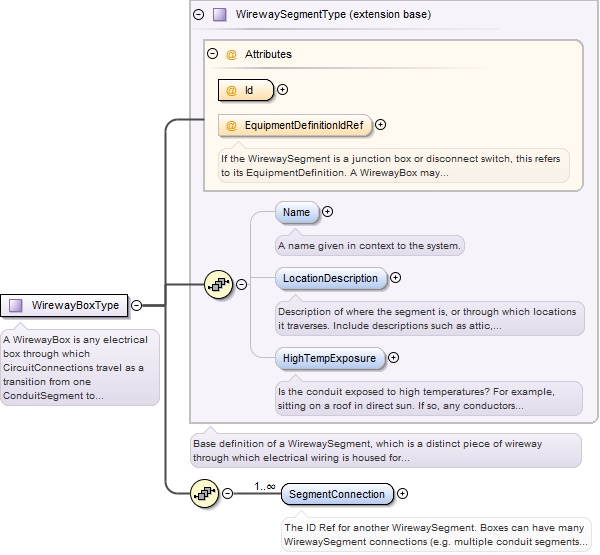 WirewaySegmentType (extension base)
@ Attributes
@ Id
@ EquipmentDefinitionIdRef
If the WirewaySegment is a junction box or disconnect switch, this refers
to its EquipmentDefinition. A WirewayBox may...
Name
A name given in context to the system.
LocationDescription
Description of where the segment is, or through which locations
it traverses. Include descriptions such as attic,...
HighTempExposure
Is the conduit exposed to high temperatures? For example,
sitting on a roof in direct sun. If so, any conductors...
WirewayBoxType
A WirewayBox is any electrical
box through which
CircuitConnections travel as a
transition from one
ConduitSegment to...
Base definition of a WirewaySegment, which is a distinct piece of wireway
through which electrical wiring is housed for...
1..∞
SegmentConnection
The ID Ref for another WirewaySegment. Boxes can have many
WirewaySegment connections (e.g. multiple conduit segments...